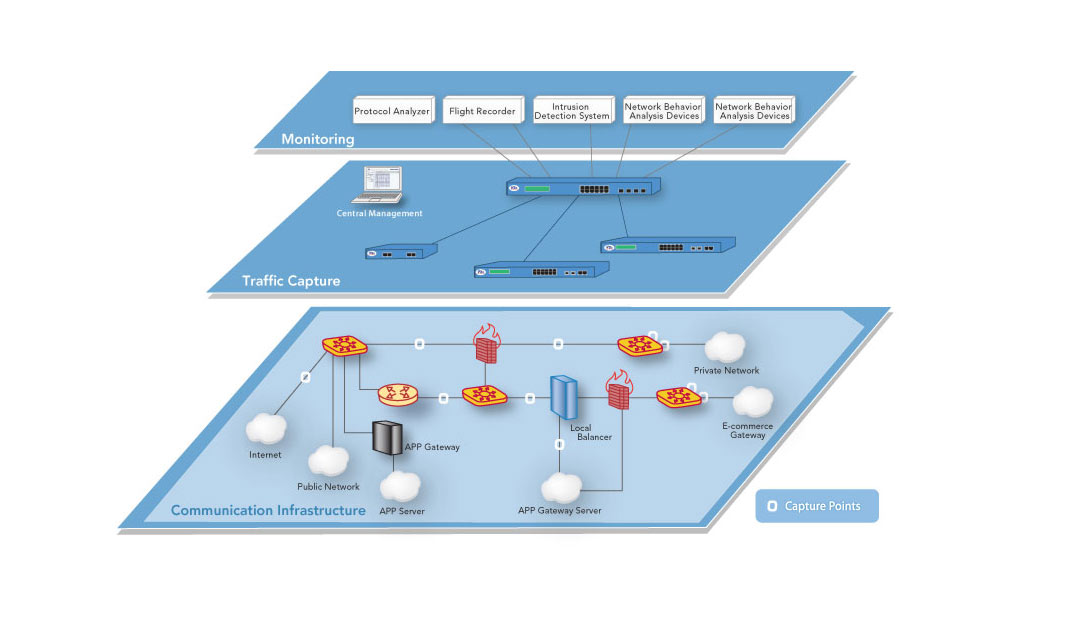 Protocol Analyzer
Flight Recorder
Intrusion
Detection System
Network Behavior
Analysis Devices
Network Behavior
Analysis Devices
Monitoring
Central Management
Traffic Capture
Private Network
E-commerce
Gateway
Local
Balancer
APP Gateway
Internet
Public Network
APP Server
APP Gateway Server
Communication Infrastructure
Capture Points